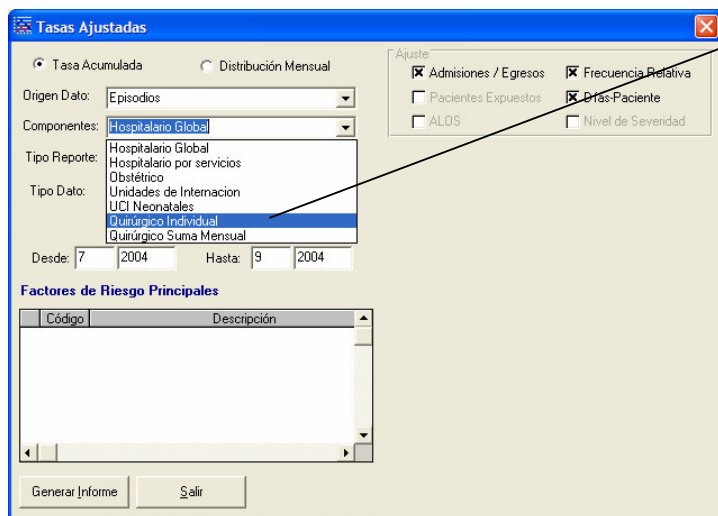 Tasas Ajustadas
Tasa Acumulada Distribución Mensual
Origen Dato: Episodios
Componentes: Hospitalario Global
Tipo Reporte:
Tipo Dato:
Hospitalario Global
Hospitalario por servicios
Obstétrico
Unidades de Internacion
UCI Neonatales
Quirúrgico Individual
Quirúrgico Suma Mensual
Desde: 7 2004 Hasta: 9 2004
Factores de Riesgo Principales
Código Descripción
Generar Informe Salir
Ajuste
Admisiones / Egresos Frecuencia Relativa
Pacientes Expuestos Días-Paciente
ALOS Nivel de Severidad